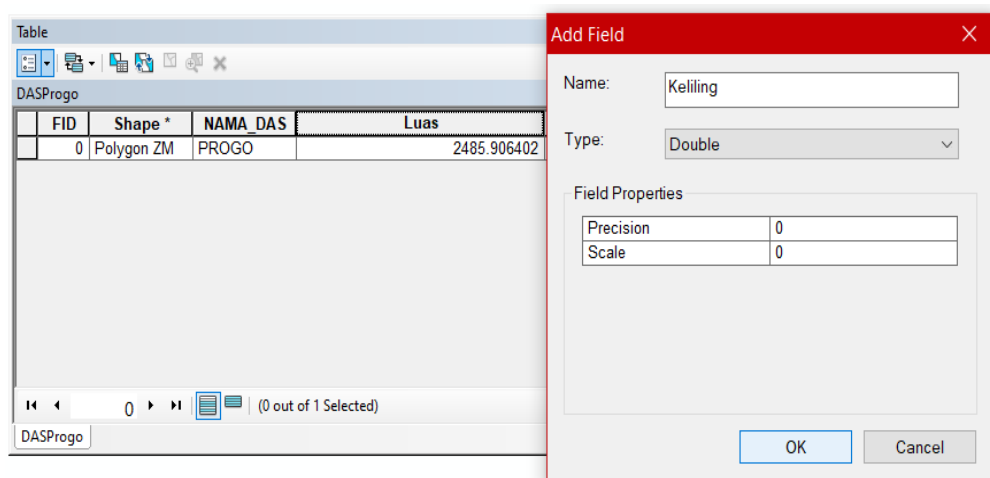 Table
DASProgo
FID Shape * NAMA_DAS Luas
0 Polygon ZM PROGO 2485.906402
0 (0 out of 1 Selected)
DASProgo
Add Field
Name: Keliling
Type: Double
Field Properties
Precision 0
Scale 0
OK Cancel